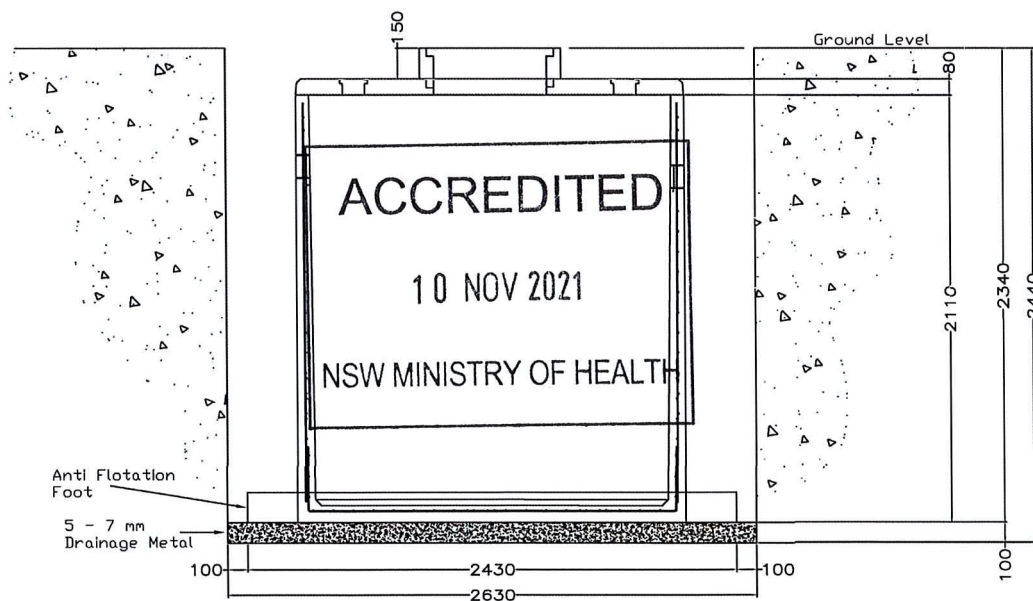 150
Ground Level
80
ACCREDITED
10 NOV 2021
NSW MINISTRY OF HEALTH
2110
2340
2440
Anti Flotation
Foot
5 - 7 mm
Drainage Metal
100
2430
100
100
2630